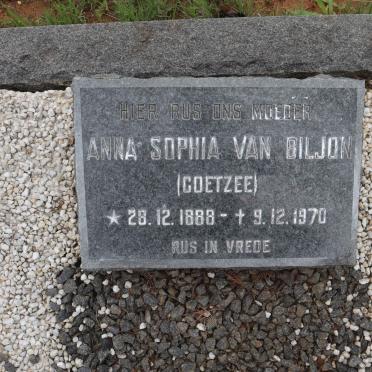 HIER RUS ONS MOEDER
ANNA SOPHIA VAN BILJON
(COETZEE)
★ 28.12.1888 - ✝ 9.12.1970
RUS IN VREDE